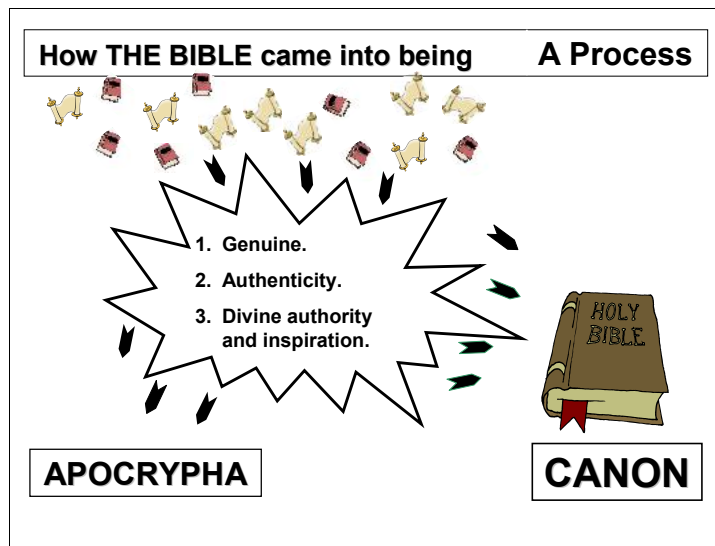 How THE BIBLE came into being A Process
1. Genuine.
2. Authenticity.
3. Divine authority
and inspiration.
HOLY
BIBLE
APOCRYPHA
CANON